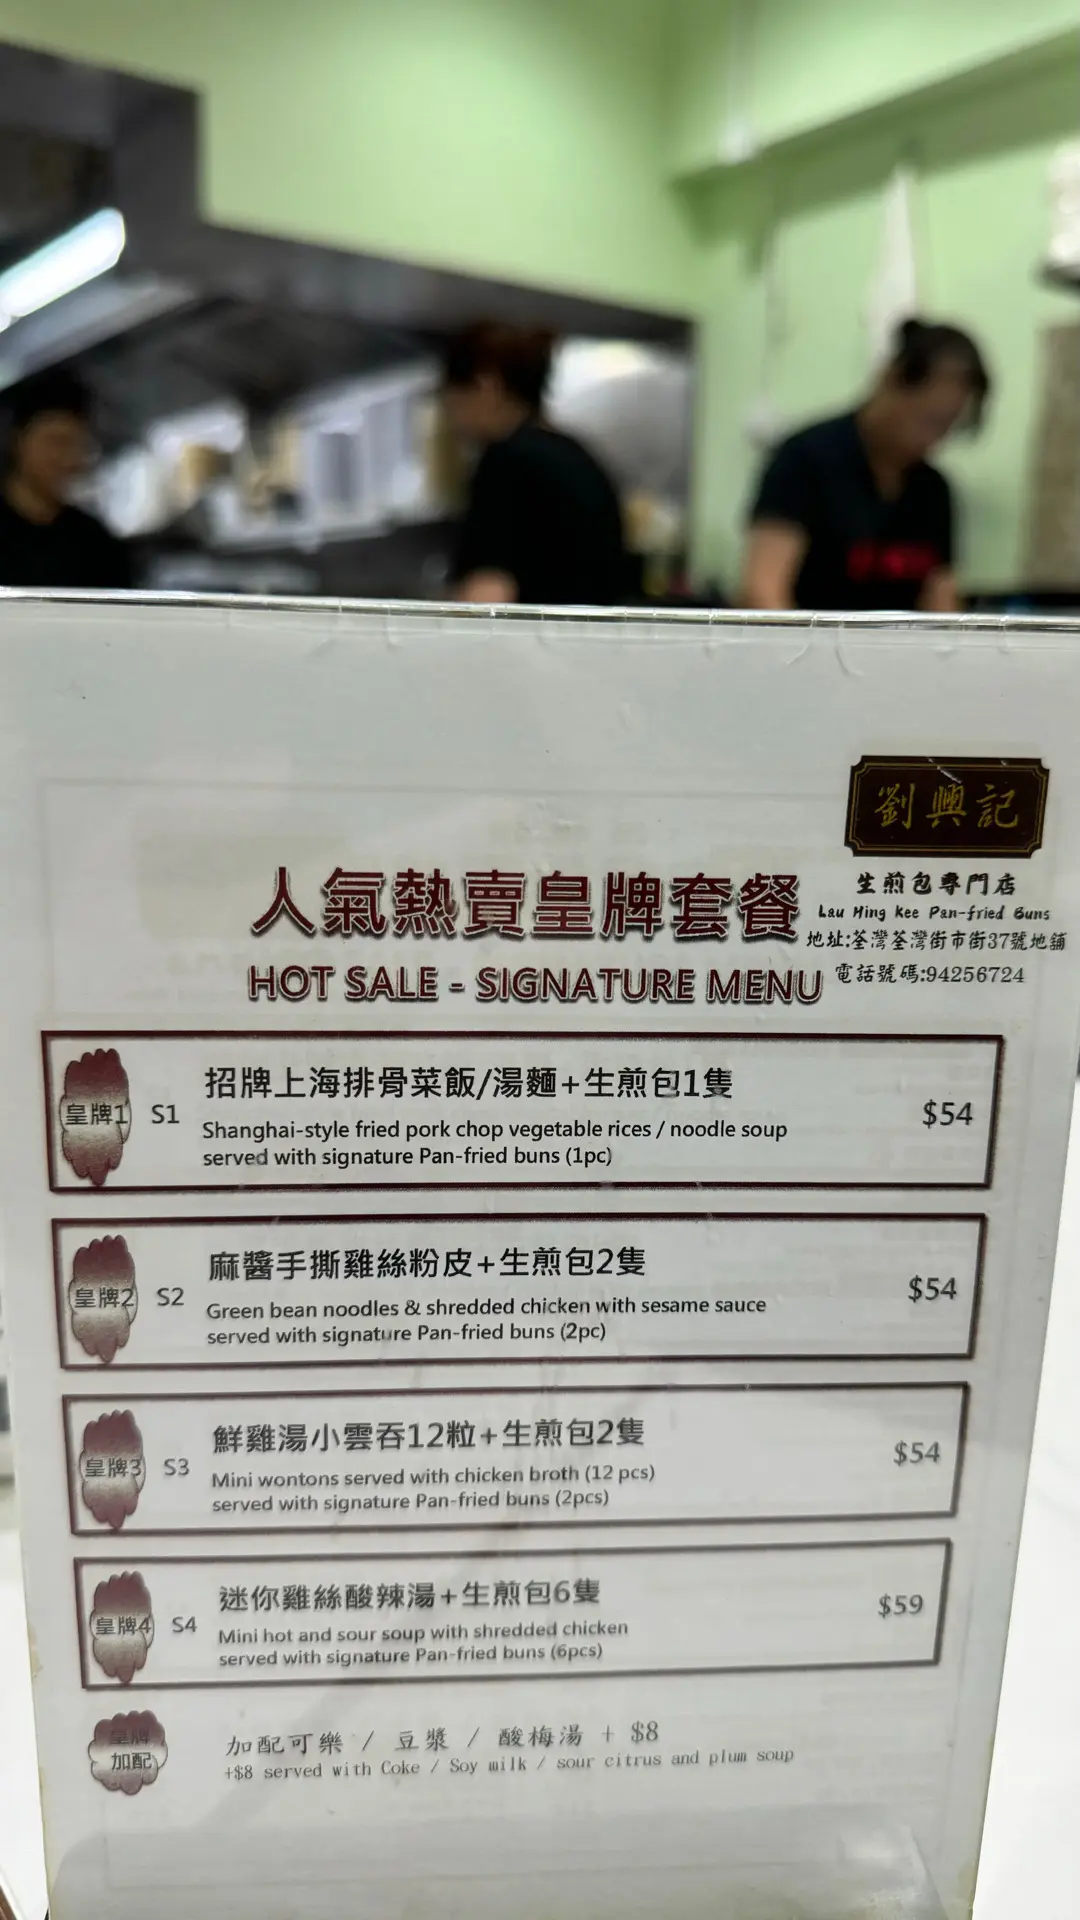 劉興記
生煎包專門店
Lau Hing Kee Pan-fried Buns
地址:荃灣荃灣街市街37號地舖
電話號碼:94256724
人氣熱賣皇牌套餐
HOT SALE - SIGNATURE MENU
皇牌1 S1 招牌上海排骨菜飯/湯麵+生煎包1隻 $54
Shanghai-style fried pork chop vegetable rices / noodle soup
served with signature Pan-fried buns (1pc)
皇牌2 S2 麻醬手撕雞絲粉皮+生煎包2隻 $54
Green bean noodles & shredded chicken with sesame sauce
served with signature Pan-fried buns (2pc)
皇牌3 S3 鮮雞湯小雲吞12粒+生煎包2隻 $54
Mini wontons served with chicken broth (12 pcs)
served with signature Pan-fried buns (2pcs)
皇牌4 S4 迷你雞絲酸辣湯+生煎包6隻 $59
Mini hot and sour soup with shredded chicken
served with signature Pan-fried buns (6pcs)
皇牌
加配
加配可樂 / 豆漿 / 酸梅湯 + $8
+$8 served with Coke / Soy milk / sour citrus and plum soup